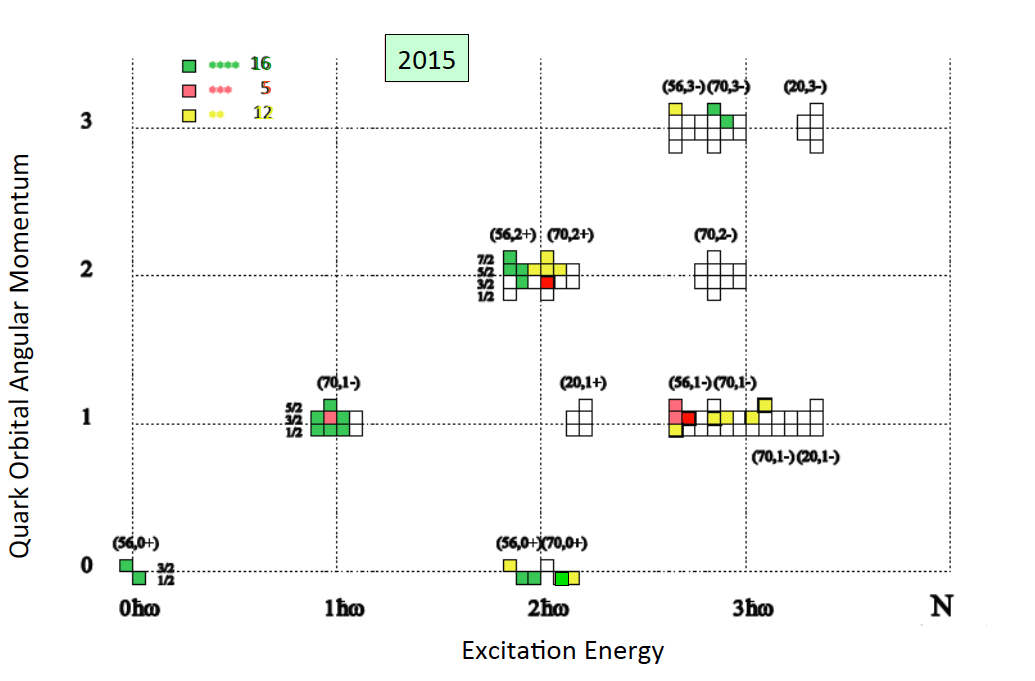 2015
**** 16
*** 5
** 12
(56,3-) (70,3-) (20,3-)
3
(56,2+) (70,2+) (70,2-)
7/2
5/2
3/2
1/2
2
(70,1-) (20,1+) (56,1-) (70,1-)
5/2
3/2
1/2
1
(70,1-) (20,1-)
(56,0+) (56,0+) (70,0+)
3/2
1/2
0
0ħω 1ħω 2ħω 3ħω N
Excitation Energy
Quark Orbital Angular Momentum